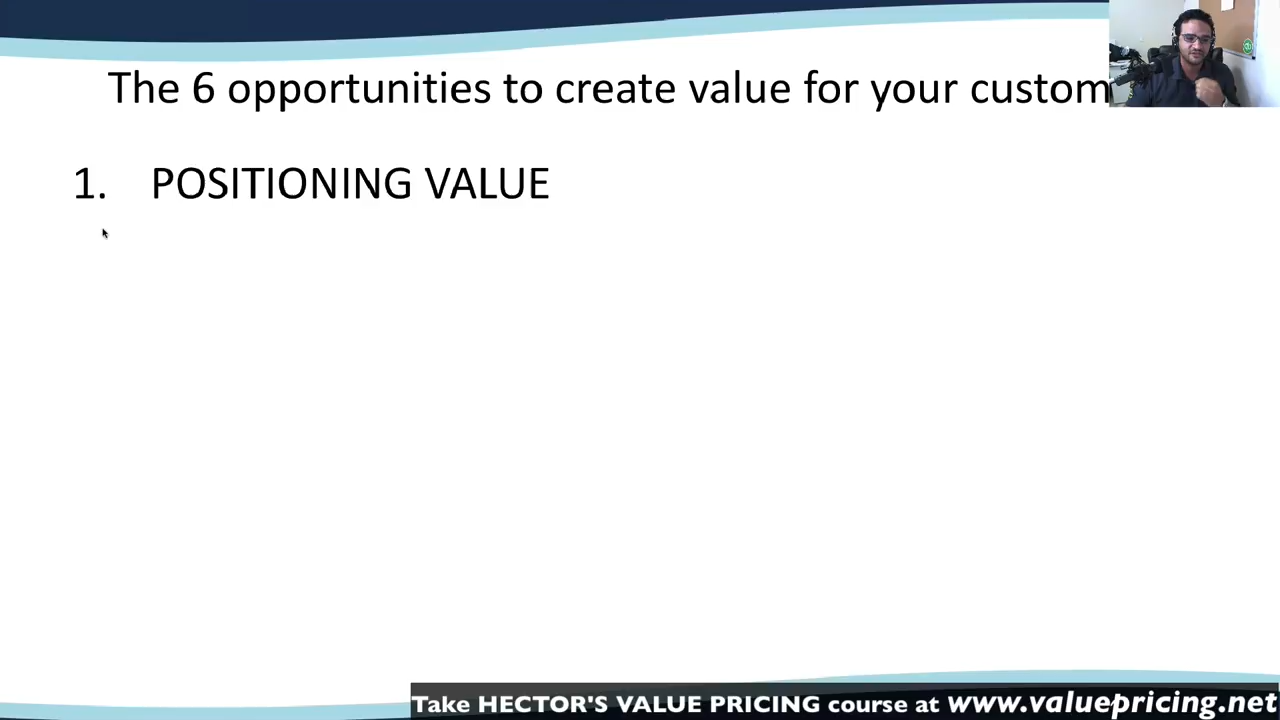 The 6 opportunities to create value for your custom
1. POSITIONING VALUE
Take HECTOR'S VALUE PRICING course at www.valuepricing.net